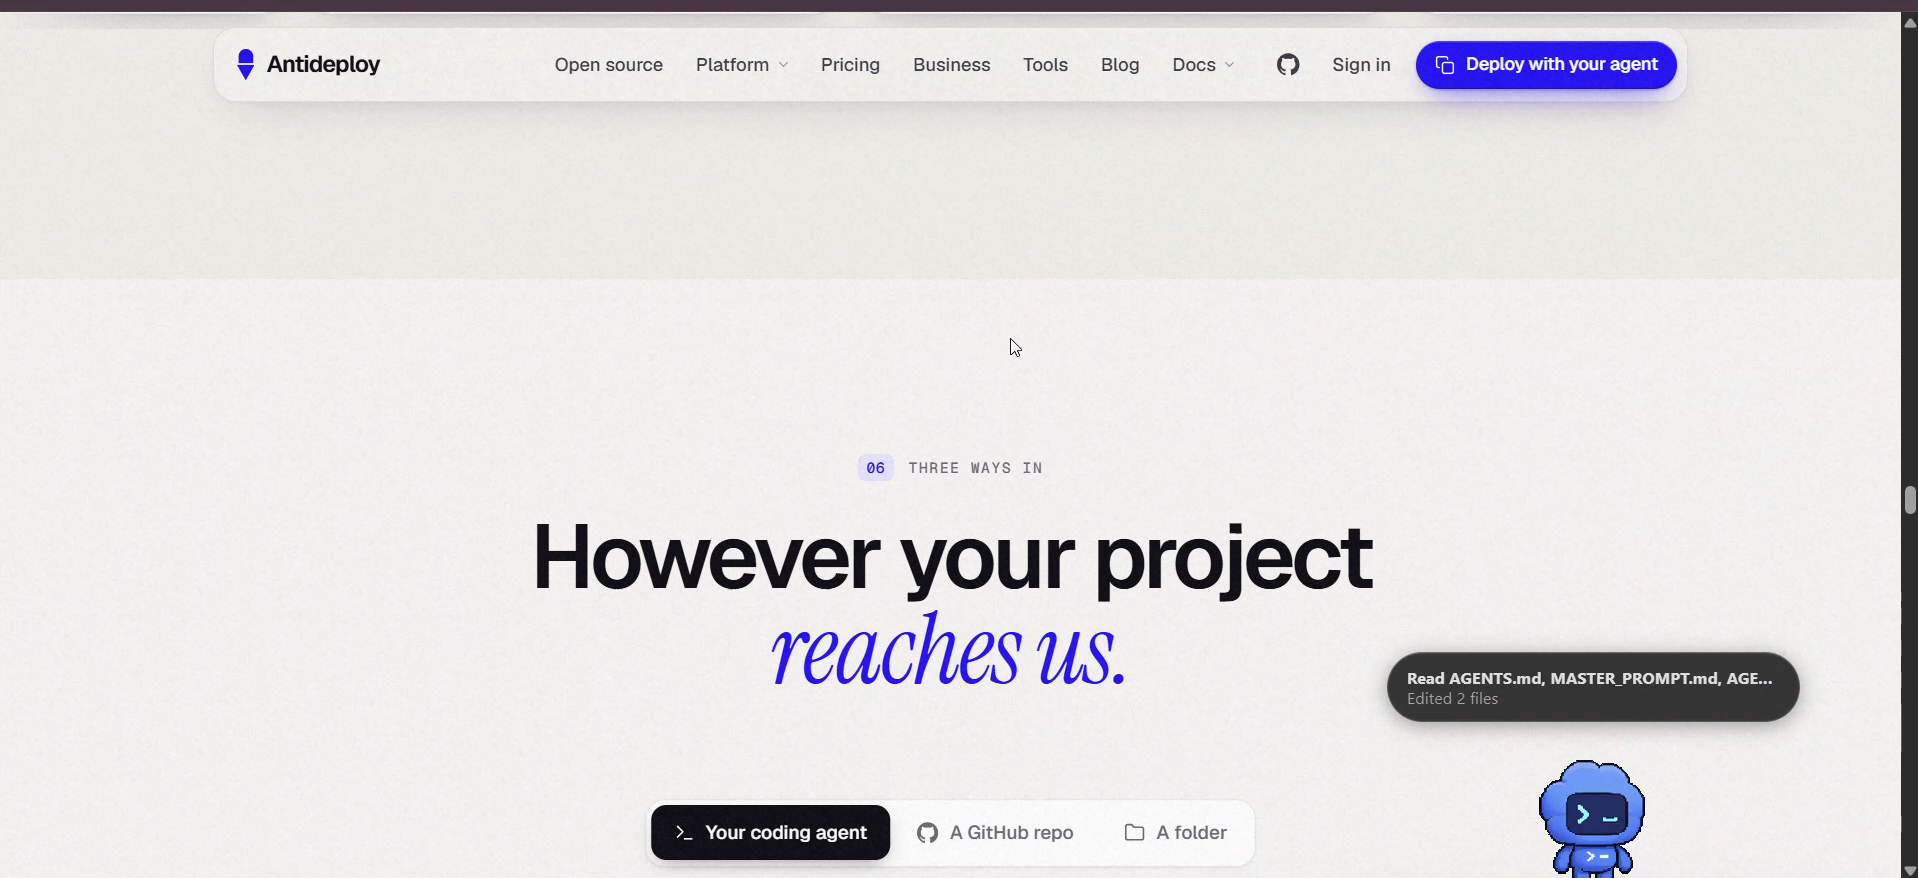 Antideploy
Open source
Platform
Pricing
Business
Tools
Blog
Docs
Sign in
Deploy with your agent
06 THREE WAYS IN
However your project
reaches us.
Read AGENTS.md, MASTER_PROMPT.md, AGE...
Edited 2 files
>_ Your coding agent
A GitHub repo
A folder